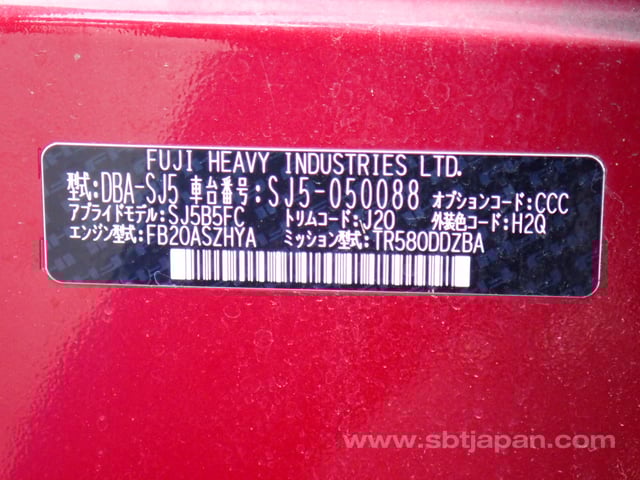 FUJI HEAVY INDUSTRIES LTD.
型式:DBA-SJ5 車台番号:SJ5-050088 オプションコード:CCC
アプライドモデル:SJ5B5FC トリムコード:J20 外装色コード:H2Q
エンジン型式:FB20ASZHYA ミッション型式:TR580DDZBA
www.sbtjapan.com